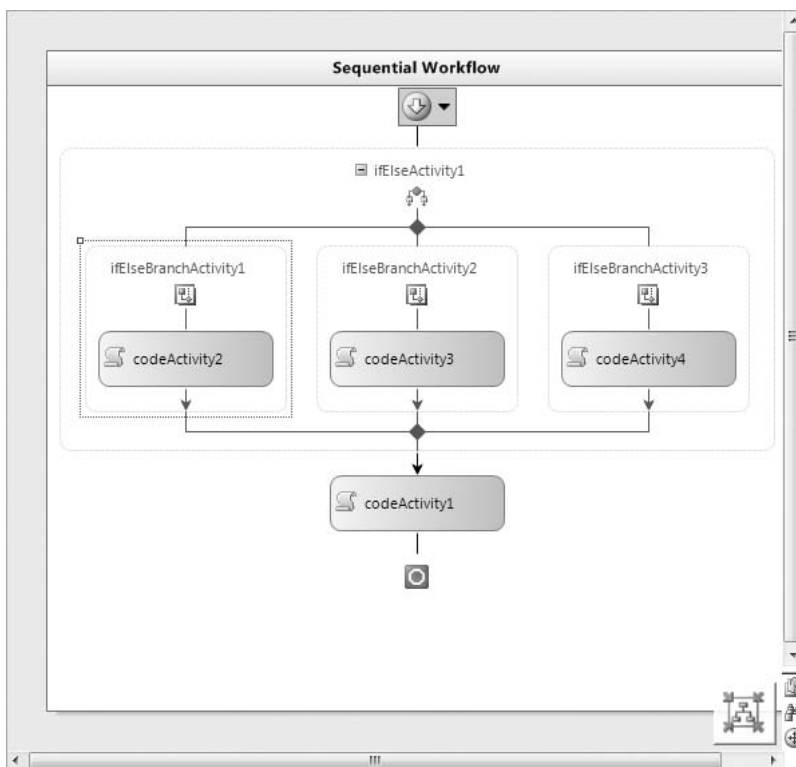 Sequential Workflow
ifElseActivity1
ifElseBranchActivity1
ifElseBranchActivity2
ifElseBranchActivity3
codeActivity2
codeActivity3
codeActivity4
codeActivity1